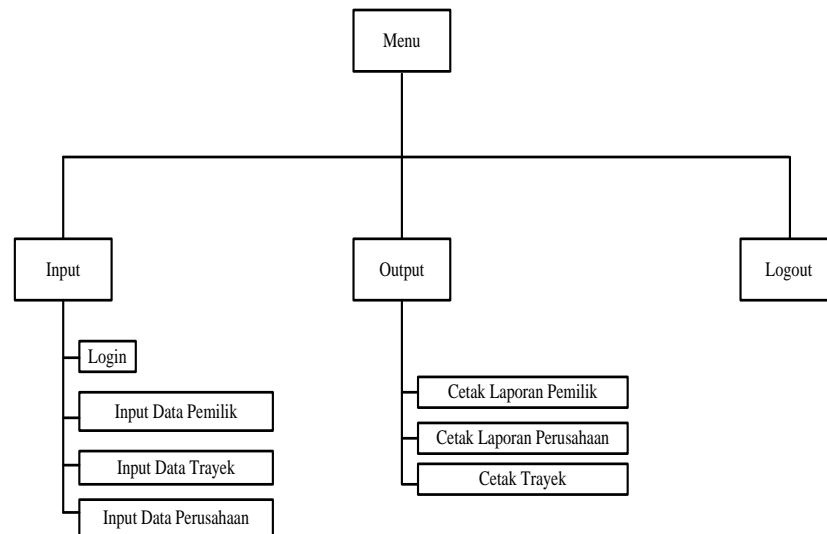 Menu
Input
Output
Logout
Login
Input Data Pemilik
Input Data Trayek
Input Data Perusahaan
Cetak Laporan Pemilik
Cetak Laporan Perusahaan
Cetak Trayek